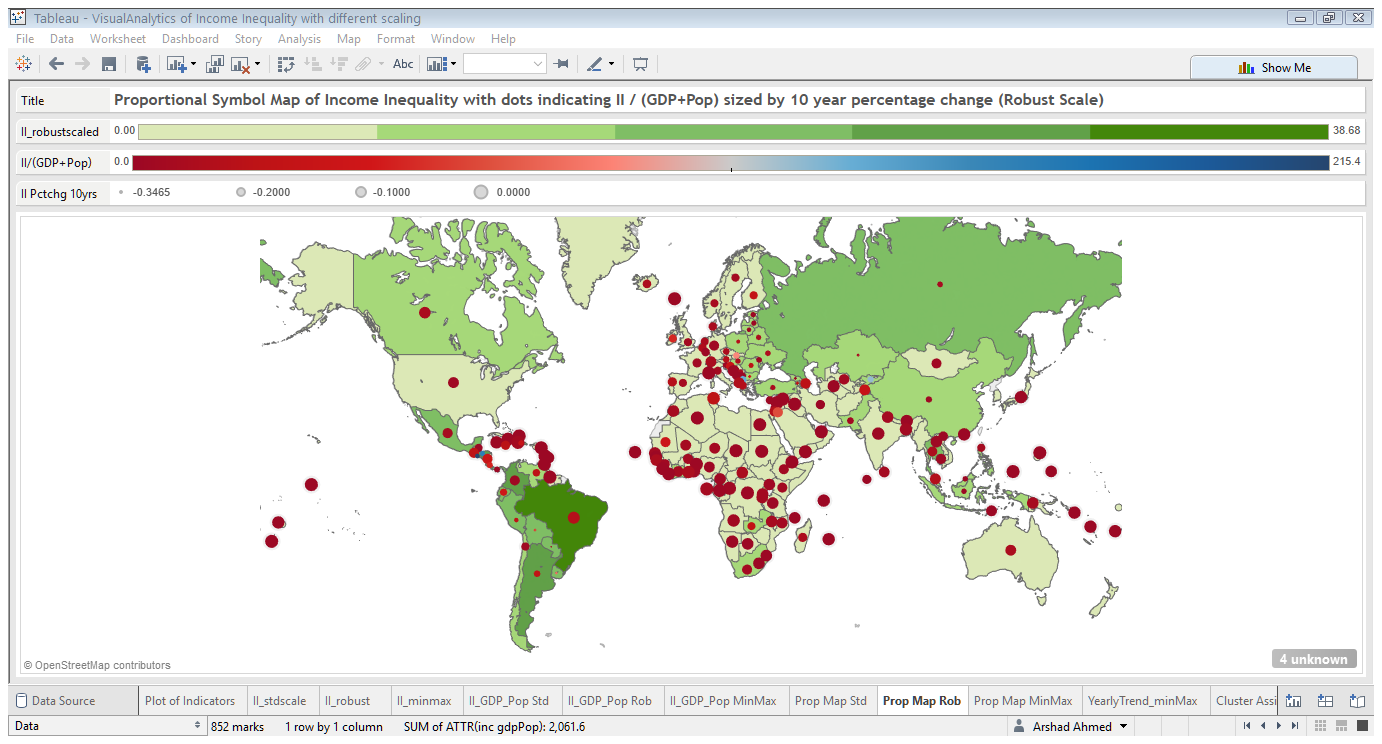 Tableau - VisualAnalytics of Income Inequality with different scaling
File Data Worksheet Dashboard Story Analysis Map Format Window Help
Abc
Show Me
Title Proportional Symbol Map of Income Inequality with dots indicating II / (GDP+Pop) sized by 10 year percentage change (Robust Scale)
II_robustscaled 0.00 38.68
II/(GDP+Pop) 0.0 215.4
II Pctchg 10yrs -0.3465 -0.2000 -0.1000 0.0000
© OpenStreetMap contributors
4 unknown
Data Source Plot of Indicators II_stdscale II_robust II_minmax II_GDP_Pop Std II_GDP_Pop Rob II_GDP_Pop MinMax Prop Map Std Prop Map Rob Prop Map MinMax YearlyTrend_minMax Cluster Assi
Data 852 marks 1 row by 1 column SUM of ATTR(inc gdpPop): 2,061.6 Arshad Ahmed